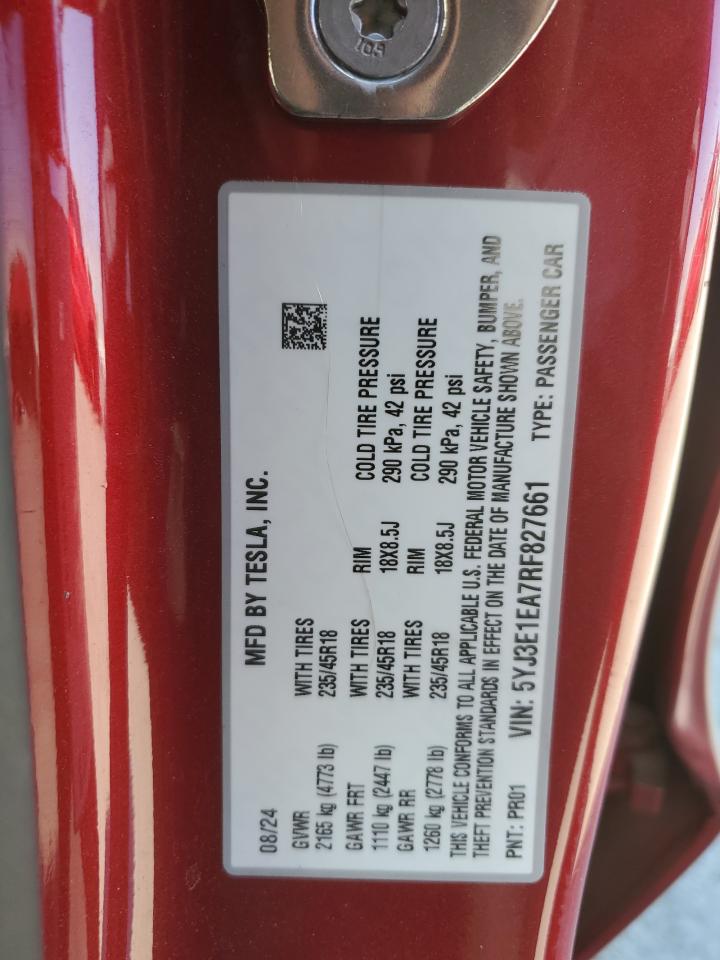 MFD BY TESLA, INC.
08/24
GVWR WITH TIRES
2165 kg (4773 lb) 235/45R18
GAWR FRT WITH TIRES RIM COLD TIRE PRESSURE
1110 kg (2447 lb) 235/45R18 18X8.5J 290 kPa, 42 psi
GAWR RR WITH TIRES RIM COLD TIRE PRESSURE
1260 kg (2778 lb) 235/45R18 18X8.5J 290 kPa, 42 psi
THIS VEHICLE CONFORMS TO ALL APPLICABLE U.S. FEDERAL MOTOR VEHICLE SAFETY, BUMPER, AND
THEFT PREVENTION STANDARDS IN EFFECT ON THE DATE OF MANUFACTURE SHOWN ABOVE.
PNT: PR01 VIN: 5YJ3E1EA7RF827661 TYPE: PASSENGER CAR